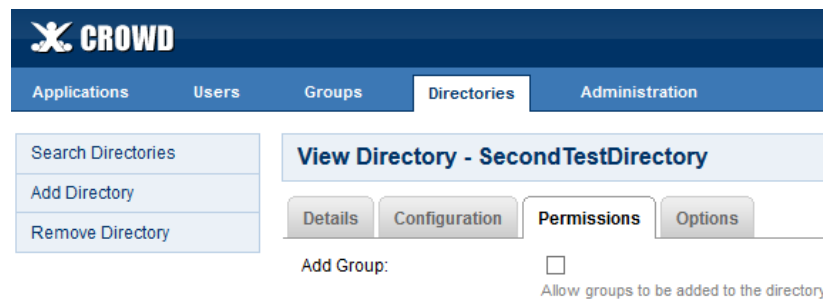 CROWD
Applications Users Groups Directories Administration
Search Directories
Add Directory
Remove Directory
View Directory - SecondTestDirectory
Details Configuration Permissions Options
Add Group:
Allow groups to be added to the directory